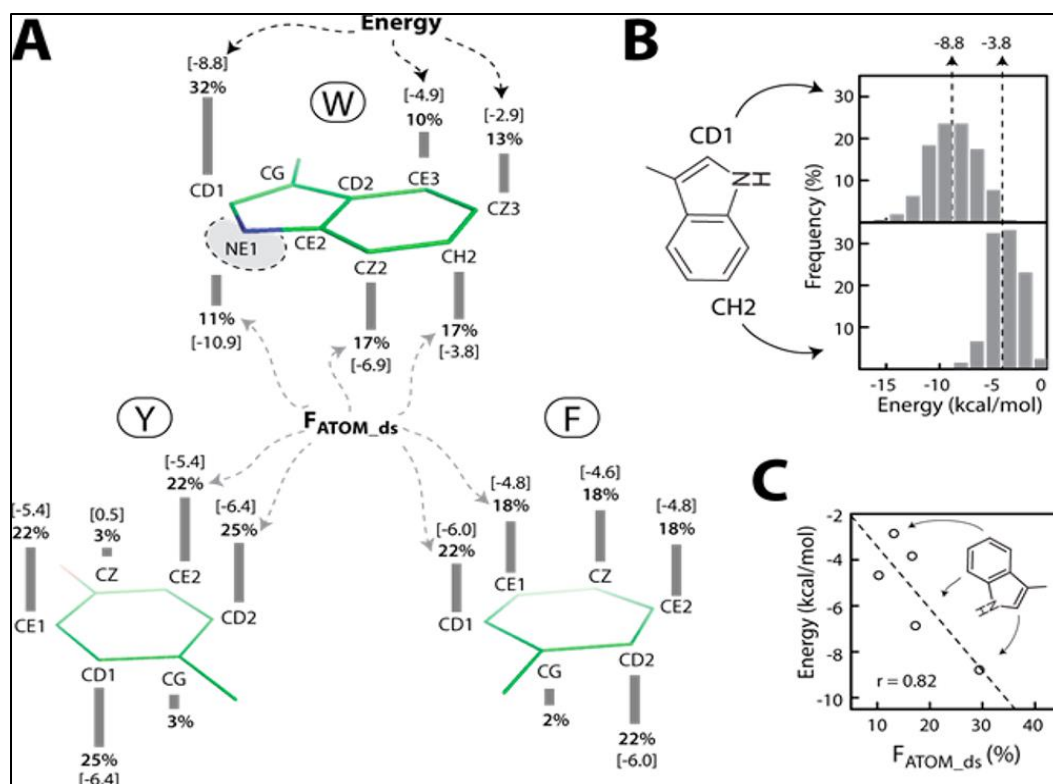 A
Energy
[-8.8]
32%
W
[-4.9]
10%
[-2.9]
13%
CG
CD1
CD2
CE3
CZ3
NE1
CE2
CZ2
CH2
11%
[-10.9]
17%
[-6.9]
17%
[-3.8]
FATOM_ds
Y
[-5.4]
22%
[0.5]
3%
[-5.4]
22%
[-6.4]
25%
CZ
CE2
CE1
CD2
CD1
CG
3%
25%
[-6.4]
F
[-4.8]
18%
[-4.6]
18%
[-4.8]
18%
[-6.0]
22%
CE1
CZ
CD1
CE2
CG
CD2
2%
22%
[-6.0]
B
-8.8
-3.8
CD1
NH
CH2
Frequency (%)
30
20
10
30
20
10
-15
-10
-5
0
Energy (kcal/mol)
C
-2
-4
-6
-8
-10
Energy (kcal/mol)
HN
r = 0.82
10
20
30
40
FATOM_ds (%)